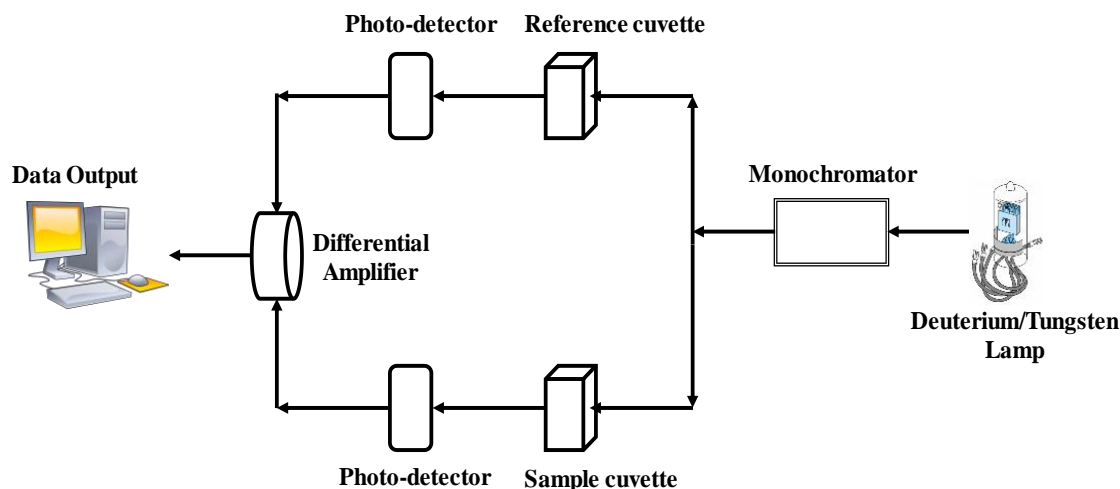 Photo-detector
Reference cuvette
Data Output
Monochromator
Differential
Amplifier
Deuterium/Tungsten
Lamp
Photo-detector
Sample cuvette